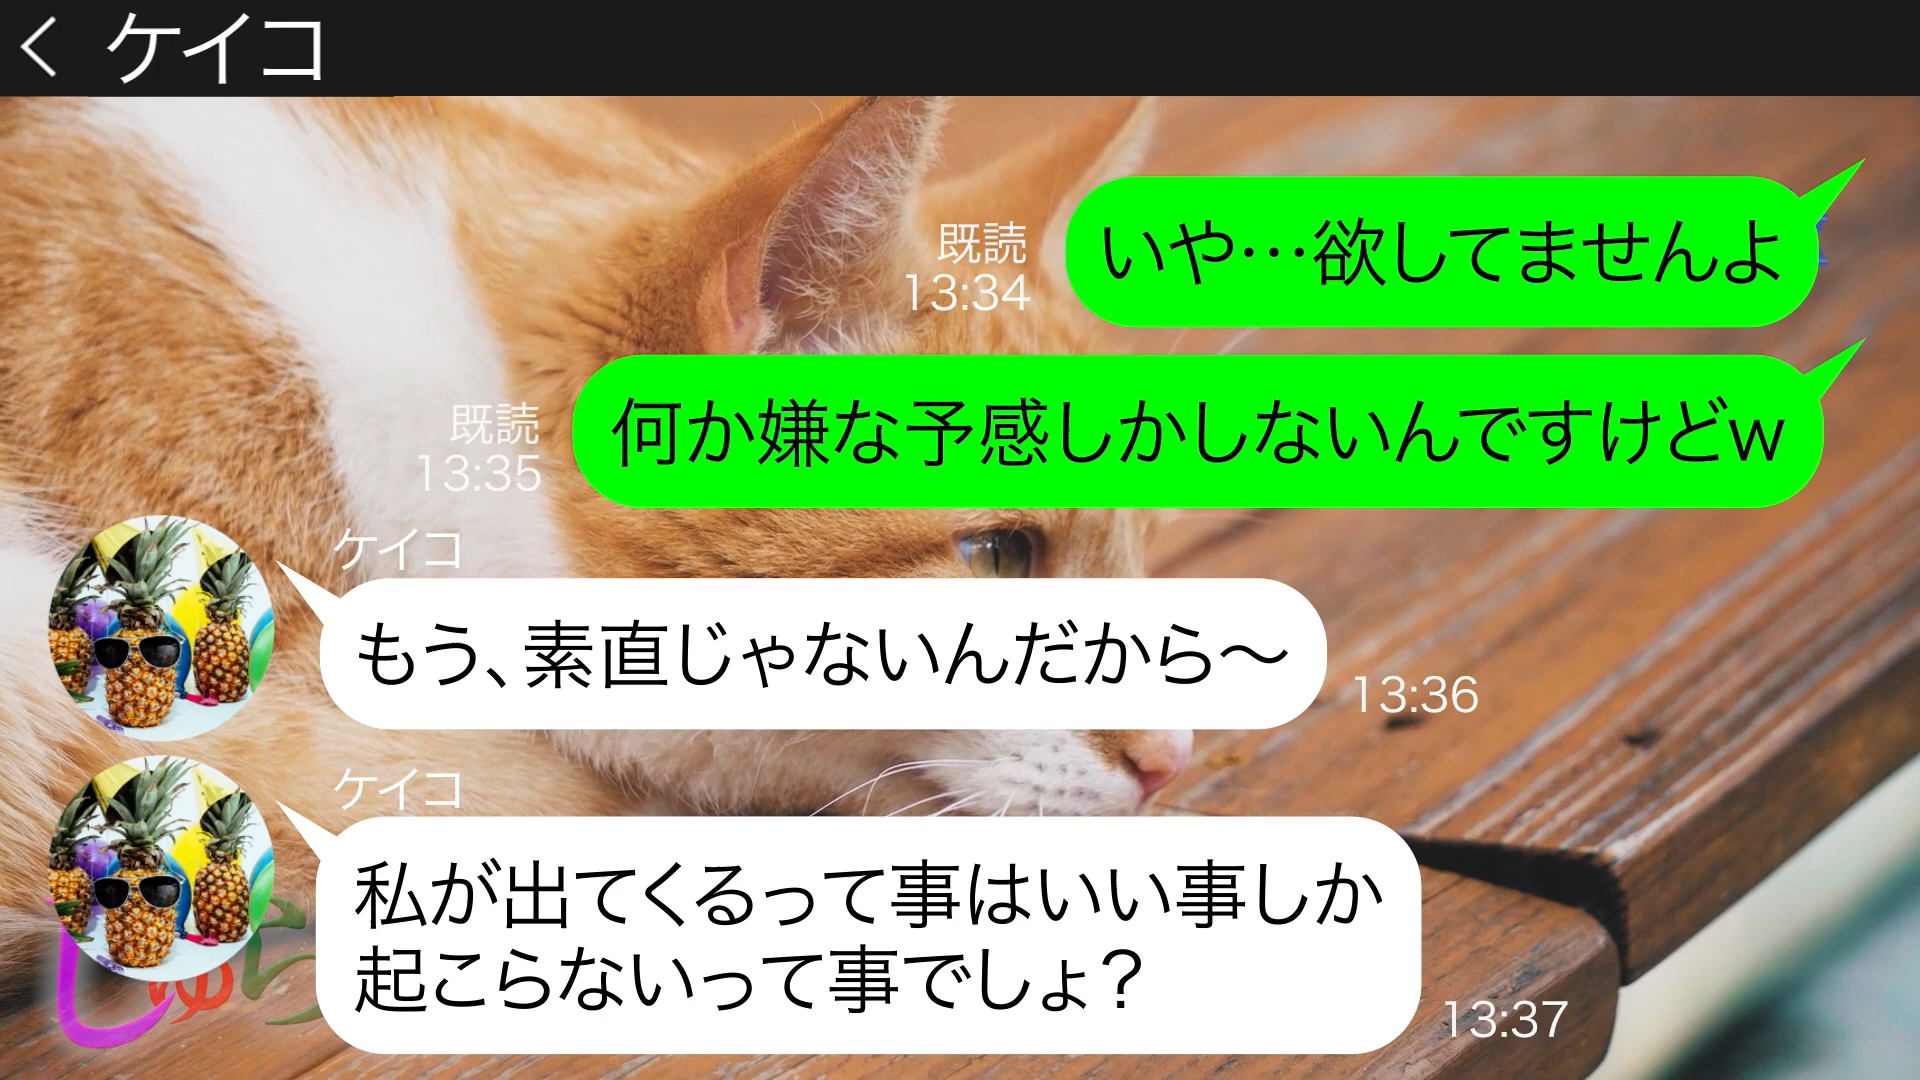 ケイコ
いや…欲してませんよ
既読
13:34
何か嫌な予感しかしないんですけどw
既読
13:35
ケイコ
もう、素直じゃないんだから〜
13:36
ケイコ
私が出てくるって事はいい事しか
起こらないって事でしょ?
13:37